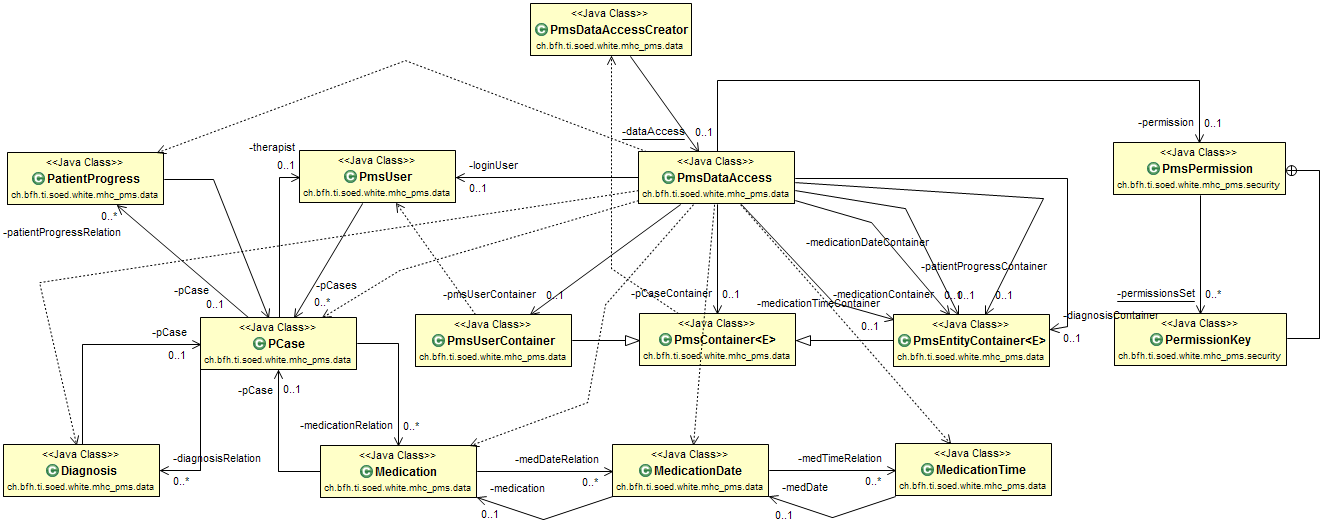 <<Java Class>>
PmsDataAccessCreator
ch.bfh.ti.soed.white.mhc_pms.data
-dataAccess
0..1
-permission
0..1
<<Java Class>>
PatientProgress
ch.bfh.ti.soed.white.mhc_pms.data
-therapist
0..1
<<Java Class>>
PmsUser
ch.bfh.ti.soed.white.mhc_pms.data
-loginUser
0..1
<<Java Class>>
PmsDataAccess
ch.bfh.ti.soed.white.mhc_pms.data
<<Java Class>>
PmsPermission
ch.bfh.ti.soed.white.mhc_pms.security
0..*
-patientProgressRelation
-medicationDateContainer
-patientProgressContainer
-pCase
0..1
-pCases
0..*
-pmsUserContainer
0..1
-pCaseContainer
0..1
-medicationTimeContainer
-medicationContainer
0..1
0..1
0..1
0..1
-diagnosisContainer
0..1
-permissionsSet
0..*
<<Java Class>>
PCase
ch.bfh.ti.soed.white.mhc_pms.data
<<Java Class>>
PmsUserContainer
ch.bfh.ti.soed.white.mhc_pms.data
<<Java Class>>
PmsContainer<E>
ch.bfh.ti.soed.white.mhc_pms.data
<<Java Class>>
PmsEntityContainer<E>
ch.bfh.ti.soed.white.mhc_pms.data
<<Java Class>>
PermissionKey
ch.bfh.ti.soed.white.mhc_pms.security
-pCase
0..1
-pCase
0..1
-medicationRelation
0..*
<<Java Class>>
Diagnosis
ch.bfh.ti.soed.white.mhc_pms.data
-diagnosisRelation
0..*
<<Java Class>>
Medication
ch.bfh.ti.soed.white.mhc_pms.data
-medDateRelation
0..*
-medication
0..1
<<Java Class>>
MedicationDate
ch.bfh.ti.soed.white.mhc_pms.data
-medTimeRelation
0..*
-medDate
0..1
<<Java Class>>
MedicationTime
ch.bfh.ti.soed.white.mhc_pms.data